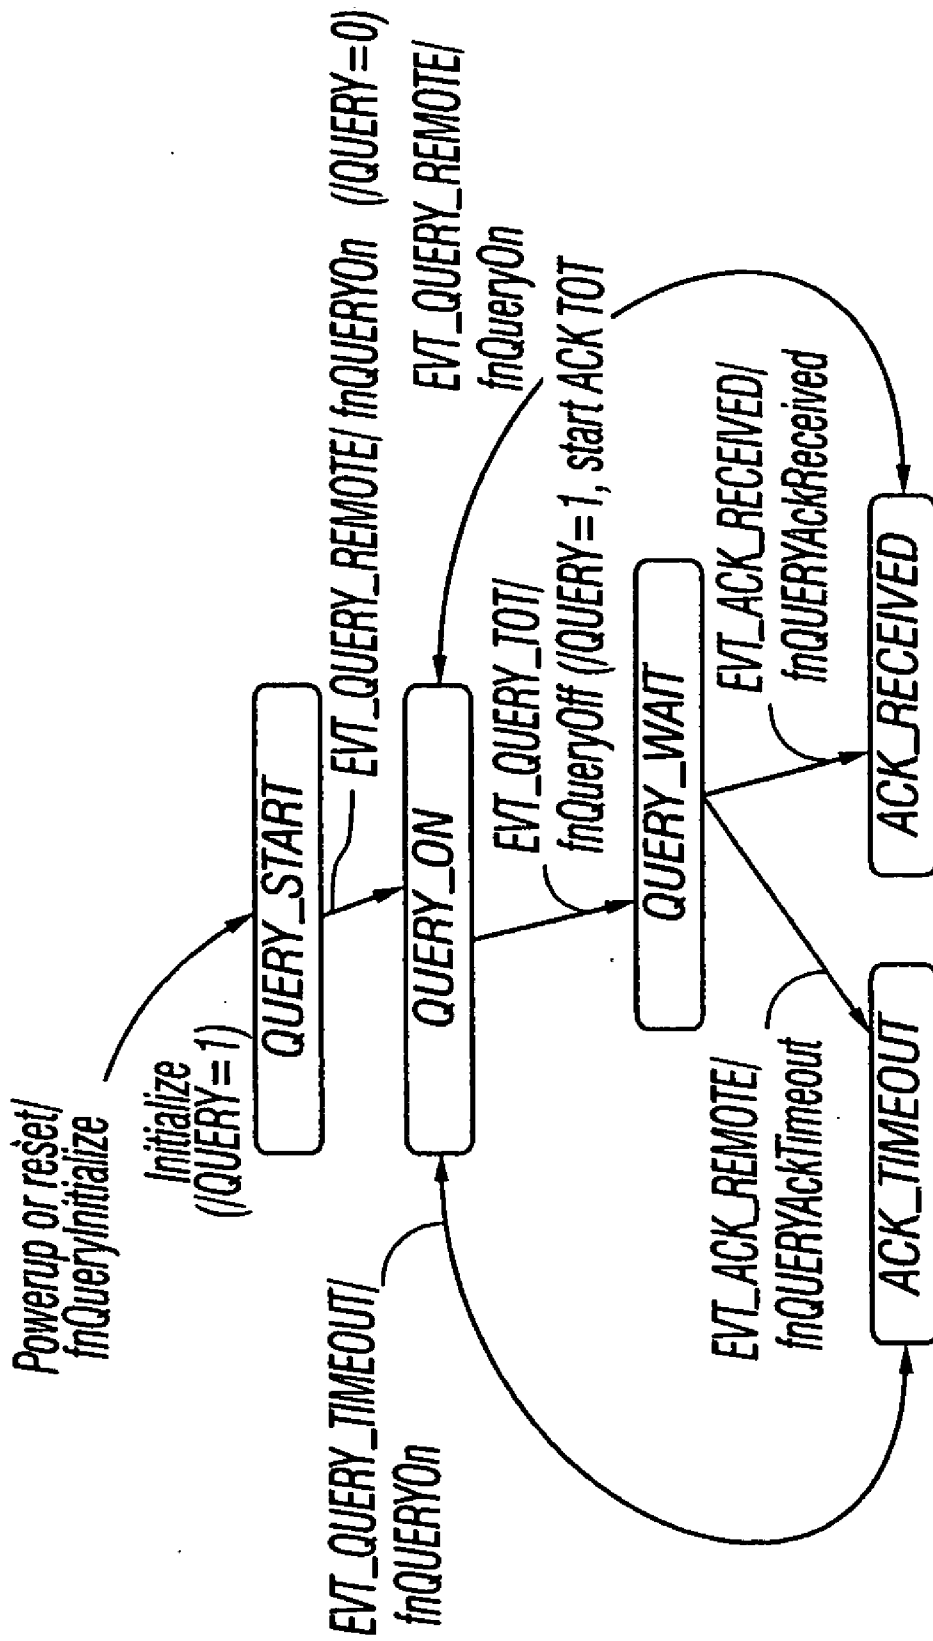 Powerup or reset/
fnQueryInitialize
Initialize
(/QUERY=1)
QUERY_START
EVT_QUERY_REMOTE/ fnQUERYOn (/QUERY=0)
EVT_QUERY_TIMEOUT/
fnQUERYOn
QUERY_ON
EVT_QUERY_REMOTE/
fnQueryOn
EVT_QUERY_TOT/
fnQueryOff (/QUERY=1, start ACK TOT
QUERY_WAIT
EVT_ACK_REMOTE/
fnQUERYAckTimeout
EVT_ACK_RECEIVED/
fnQUERYAckReceived
ACK_TIMEOUT
ACK_RECEIVED